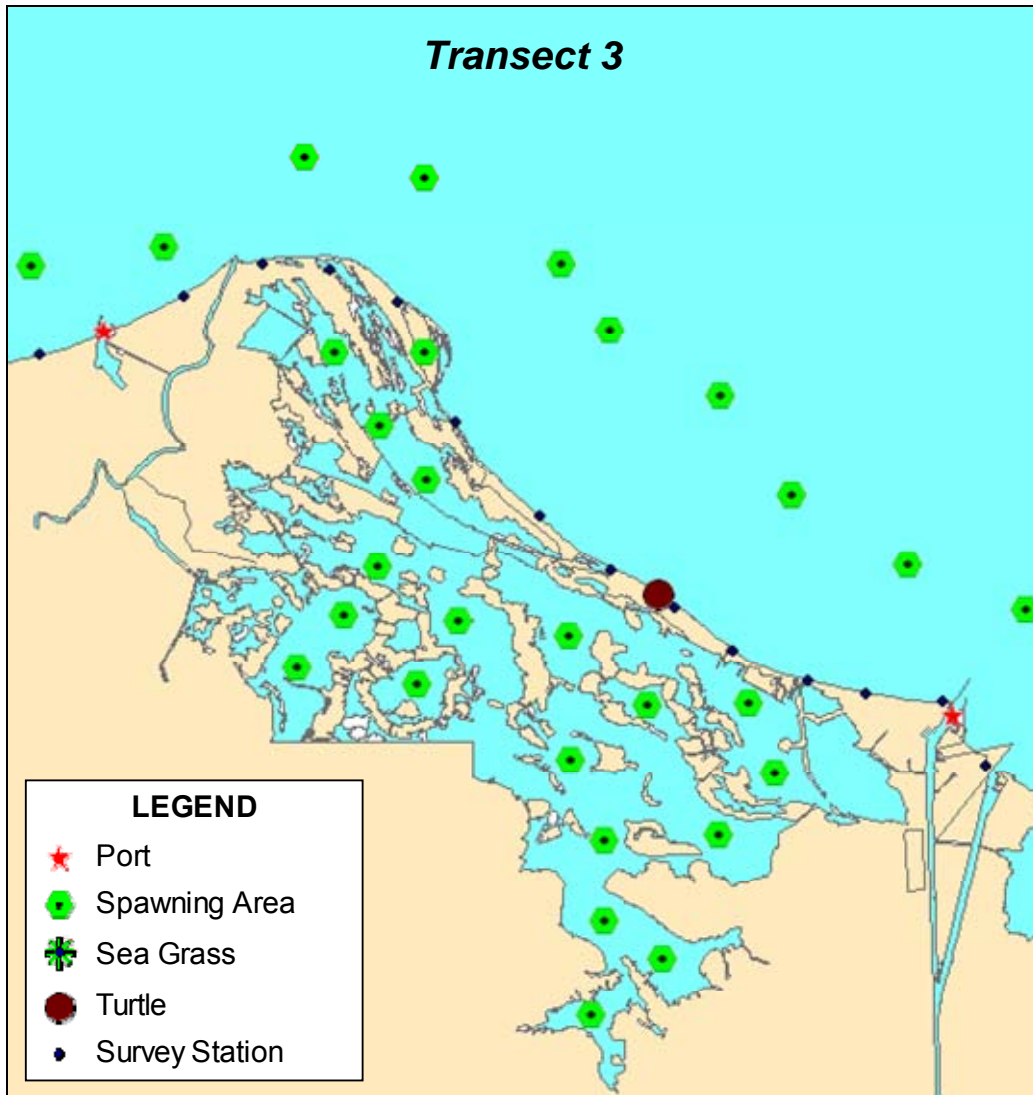 Transect 3
LEGEND
Port
Spawning Area
Sea Grass
Turtle
Survey Station